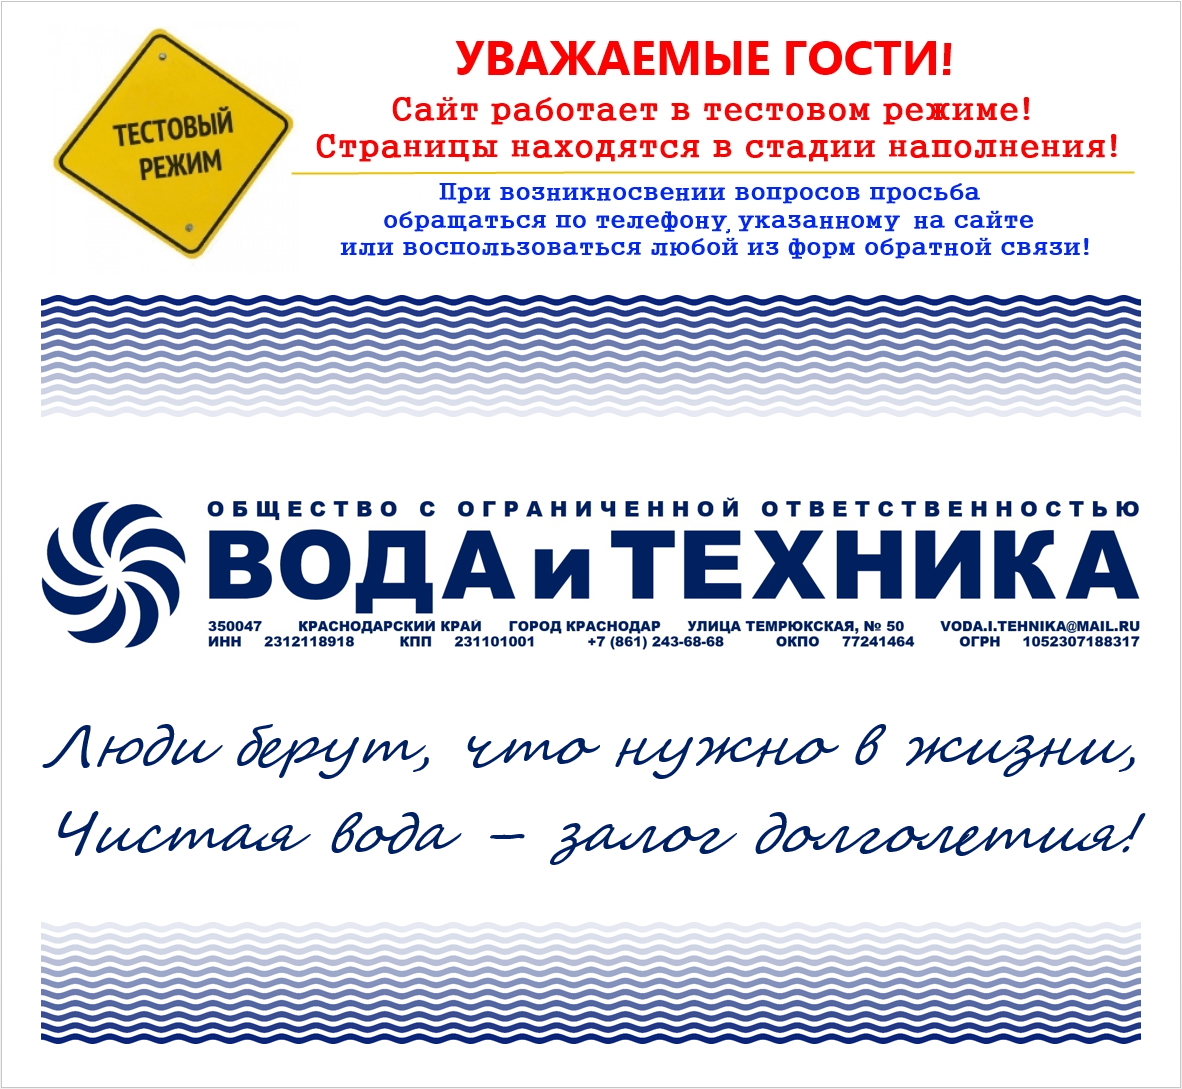 ТЕСТОВЫЙ
РЕЖИМ
УВАЖАЕМЫЕ ГОСТИ!
Сайт работает в тестовом режиме!
Страницы находятся в стадии наполнения!
При возникносвении вопросов просьба
обращаться по телефону, указанному на сайте
или воспользоваться любой из форм обратной связи!
ОБЩЕСТВО С ОГРАНИЧЕННОЙ ОТВЕТСТВЕННОСТЬЮ
ВОДА и ТЕХНИКА
350047 КРАСНОДАРСКИЙ КРАЙ ГОРОД КРАСНОДАР УЛИЦА ТЕМРЮКСКАЯ, № 50 VODA.I.TEHNIKA@MAIL.RU
ИНН 2312118918 КПП 231101001 +7 (861) 243-68-68 ОКПО 77241464 ОГРН 1052307188317
Люди берут, что нужно в жизни,
Чистая вода – залог долголетия!